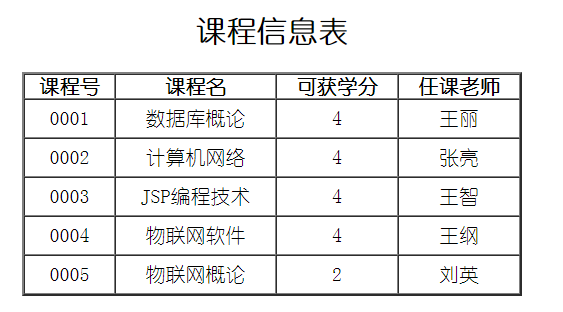 课程信息表
课程号 课程名 可获学分 任课老师
0001 数据库概论 4 王丽
0002 计算机网络 4 张亮
0003 JSP编程技术 4 王智
0004 物联网软件 4 王纲
0005 物联网概论 2 刘英